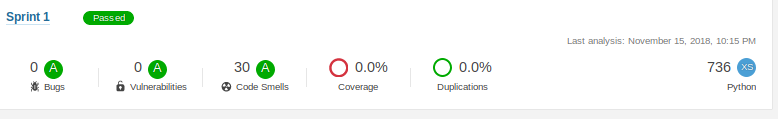 Sprint 1 Passed
Last analysis: November 15, 2018, 10:15 PM
0 A 0 A 30 A 0.0% 0.0% 736 XS
Bugs Vulnerabilities Code Smells Coverage Duplications Python